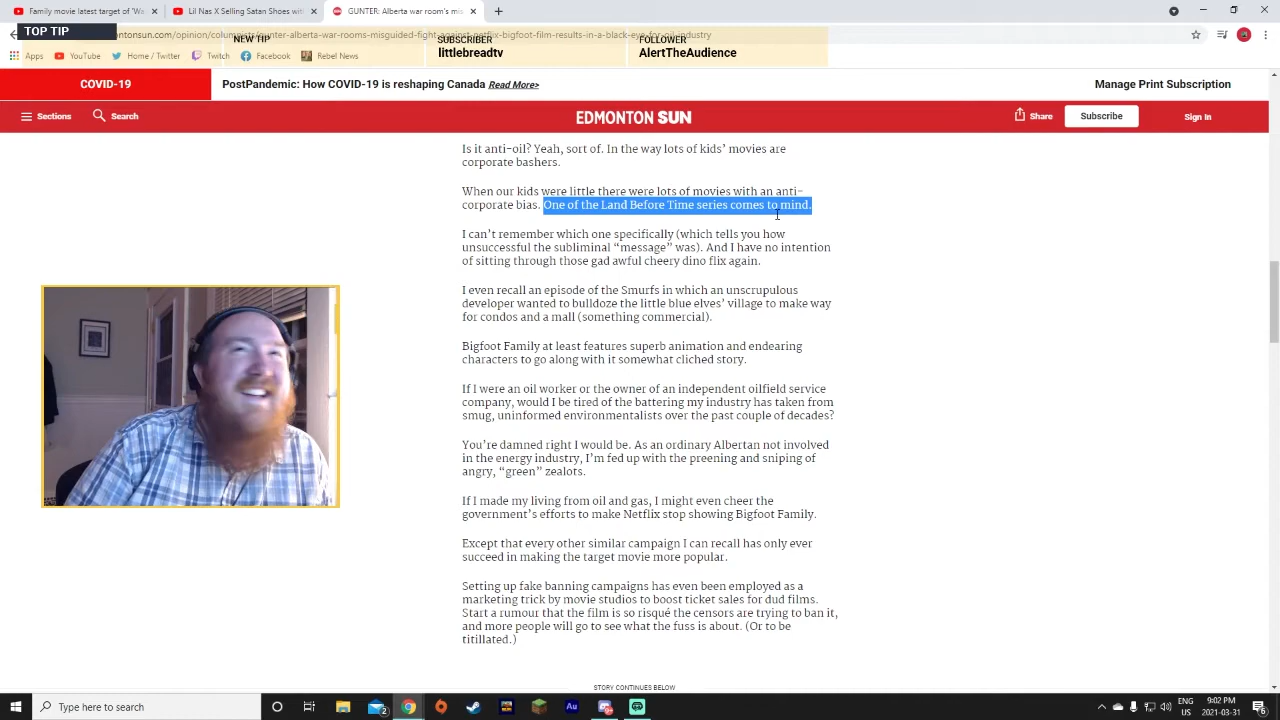 Family movie latest target of 'We
Lil Nas X Selling Satan Shoes with
GUNTER: Alberta war room's mis
TOP TIP
NEW TIP
SUBSCRIBER
littlebreadtv
FOLLOWER
AlertTheAudience
Apps
YouTube
Home / Twitter
Twitch
Facebook
Rebel News
COVID-19
PostPandemic: How COVID-19 is reshaping Canada Read More>
Manage Print Subscription
Sections
Search
EDMONTON SUN
Share
Subscribe
Sign In
Is it anti-oil? Yeah, sort of. In the way lots of kids' movies are
corporate bashers.
When our kids were little there were lots of movies with an anti-
corporate bias. One of the Land Before Time series comes to mind.
I can't remember which one specifically (which tells you how
unsuccessful the subliminal “message” was). And I have no intention
of sitting through those gad awful cheery dino flix again.
I even recall an episode of the Smurfs in which an unscrupulous
developer wanted to bulldoze the little blue elves' village to make way
for condos and a mall (something commercial).
Bigfoot Family at least features superb animation and endearing
characters to go along with it somewhat cliched story.
If I were an oil worker or the owner of an independent oilfield service
company, would I be tired of the battering my industry has taken from
smug, uninformed environmentalists over the past couple of decades?
You're damned right I would be. As an ordinary Albertan not involved
in the energy industry, I'm fed up with the preening and sniping of
angry, “green” zealots.
If I made my living from oil and gas, I might even cheer the
government's efforts to make Netflix stop showing Bigfoot Family.
Except that every other similar campaign I can recall has only ever
succeed in making the target movie more popular.
Setting up fake banning campaigns has even been employed as a
marketing trick by movie studios to boost ticket sales for dud films.
Start a rumour that the film is so risqué the censors are trying to ban it,
and more people will go to see what the fuss is about. (Or to be
titillated.)
STORY CONTINUES BELOW
Type here to search
ENG
US
9:02 PM
2021-03-31